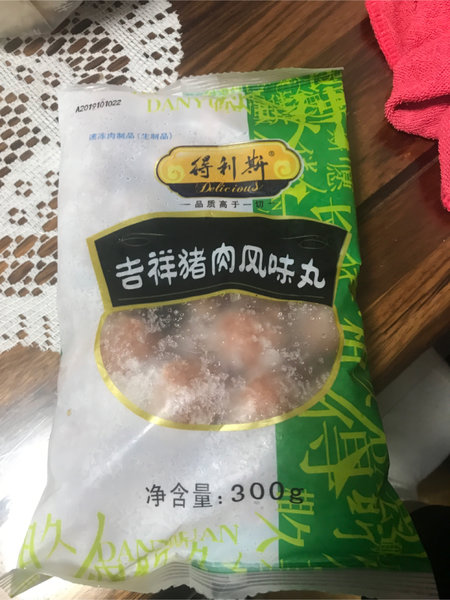 A2019101022
速冻肉制品(生制品)
得利斯®
Delicious
品质高于一切
吉祥猪肉风味丸
净含量:300g